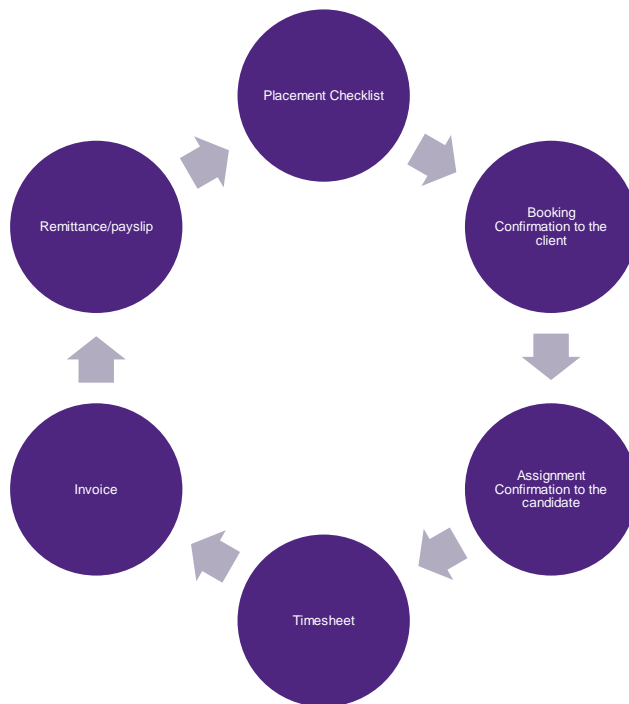 Placement Checklist
Booking
Confirmation to the
client
Assignment
Confirmation to the
candidate
Timesheet
Invoice
Remittance/payslip